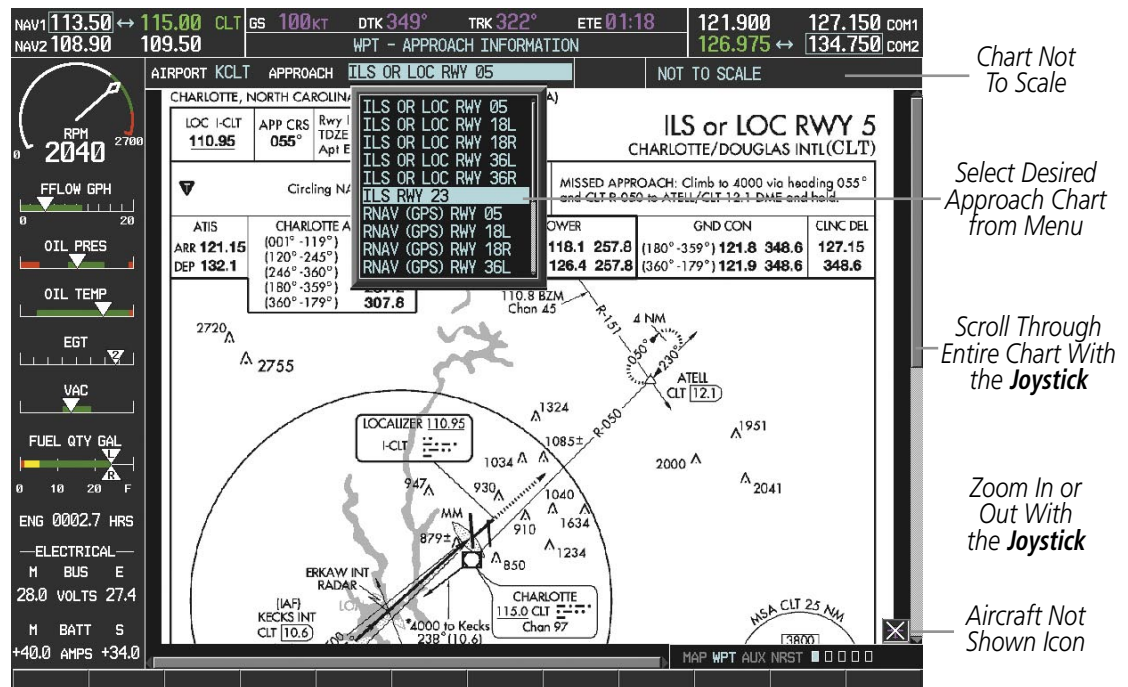 NAV1 113.50 ↔ 115.00 CLT
NAV2 108.90 109.50
GS 100KT DTK 349° TRK 322° ETE 01:18
WPT - APPROACH INFORMATION
121.900 127.150 COM1
126.975 ↔ 134.750 COM2
AIRPORT KCLT APPROACH ILS OR LOC RWY 05 NOT TO SCALE
Chart Not
To Scale
RPM
2040
0 2700
FFLOW GPH
0 20
OIL PRES
OIL TEMP
EGT
2
VAC
FUEL QTY GAL
L
R
0 10 20 F
ENG 0002.7 HRS
ELECTRICAL
M BUS E
28.0 VOLTS 27.4
M BATT S
+40.0 AMPS +34.0
CHARLOTTE, NORTH CAROLINA
LOC I-CLT
110.95
APP CRS
055°
Rwy
TDZE
Apt E
ILS or LOC RWY 5
CHARLOTTE/DOUGLAS INTL(CLT)
ILS OR LOC RWY 05
ILS OR LOC RWY 18L
ILS OR LOC RWY 18R
ILS OR LOC RWY 36L
ILS OR LOC RWY 36R
ILS RWY 23
RNAV (GPS) RWY 05
RNAV (GPS) RWY 18L
RNAV (GPS) RWY 18R
RNAV (GPS) RWY 36L
Select Desired
Approach Chart
from Menu
T
Circling NA
MISSED APPROACH: Climb to 4000 via heading 055°
and CLT R-050 to ATELL/CLT 12.1 DME and hold.
ATIS
ARR 121.15
DEP 132.1
CHARLOTTE A
(001°-119°)
(120°-245°)
(246°-360°)
(180°-359°)
(360°-179°) 307.8
OWER
118.1 257.8
126.4 257.8
GND CON
(180°-359°) 121.8 348.6
(360°-179°) 121.9 348.6
CLNC DEL
127.15
348.6
110.8 BZM
Chan 45
R-151
4 NM
050°
230°
ATELL
CLT 12.1
R-050
2720
2755
Scroll Through
Entire Chart With
the Joystick
LOCALIZER 110.95
I-CLT
1324
1085±
1034
1951
2000
2041
947
930
1040
1634
910
1234
MM
879±
850
Zoom In or
Out With
the Joystick
ERKAW INT
RADAR
(IAF)
KECKS INT
CLT 10.6
*4000 to Kecks
238° (10.6)
CHARLOTTE
115.0 CLT
Chan 97
MSA CLT 25 NM
3800
Aircraft Not
Shown Icon
MAP WPT AUX NRST